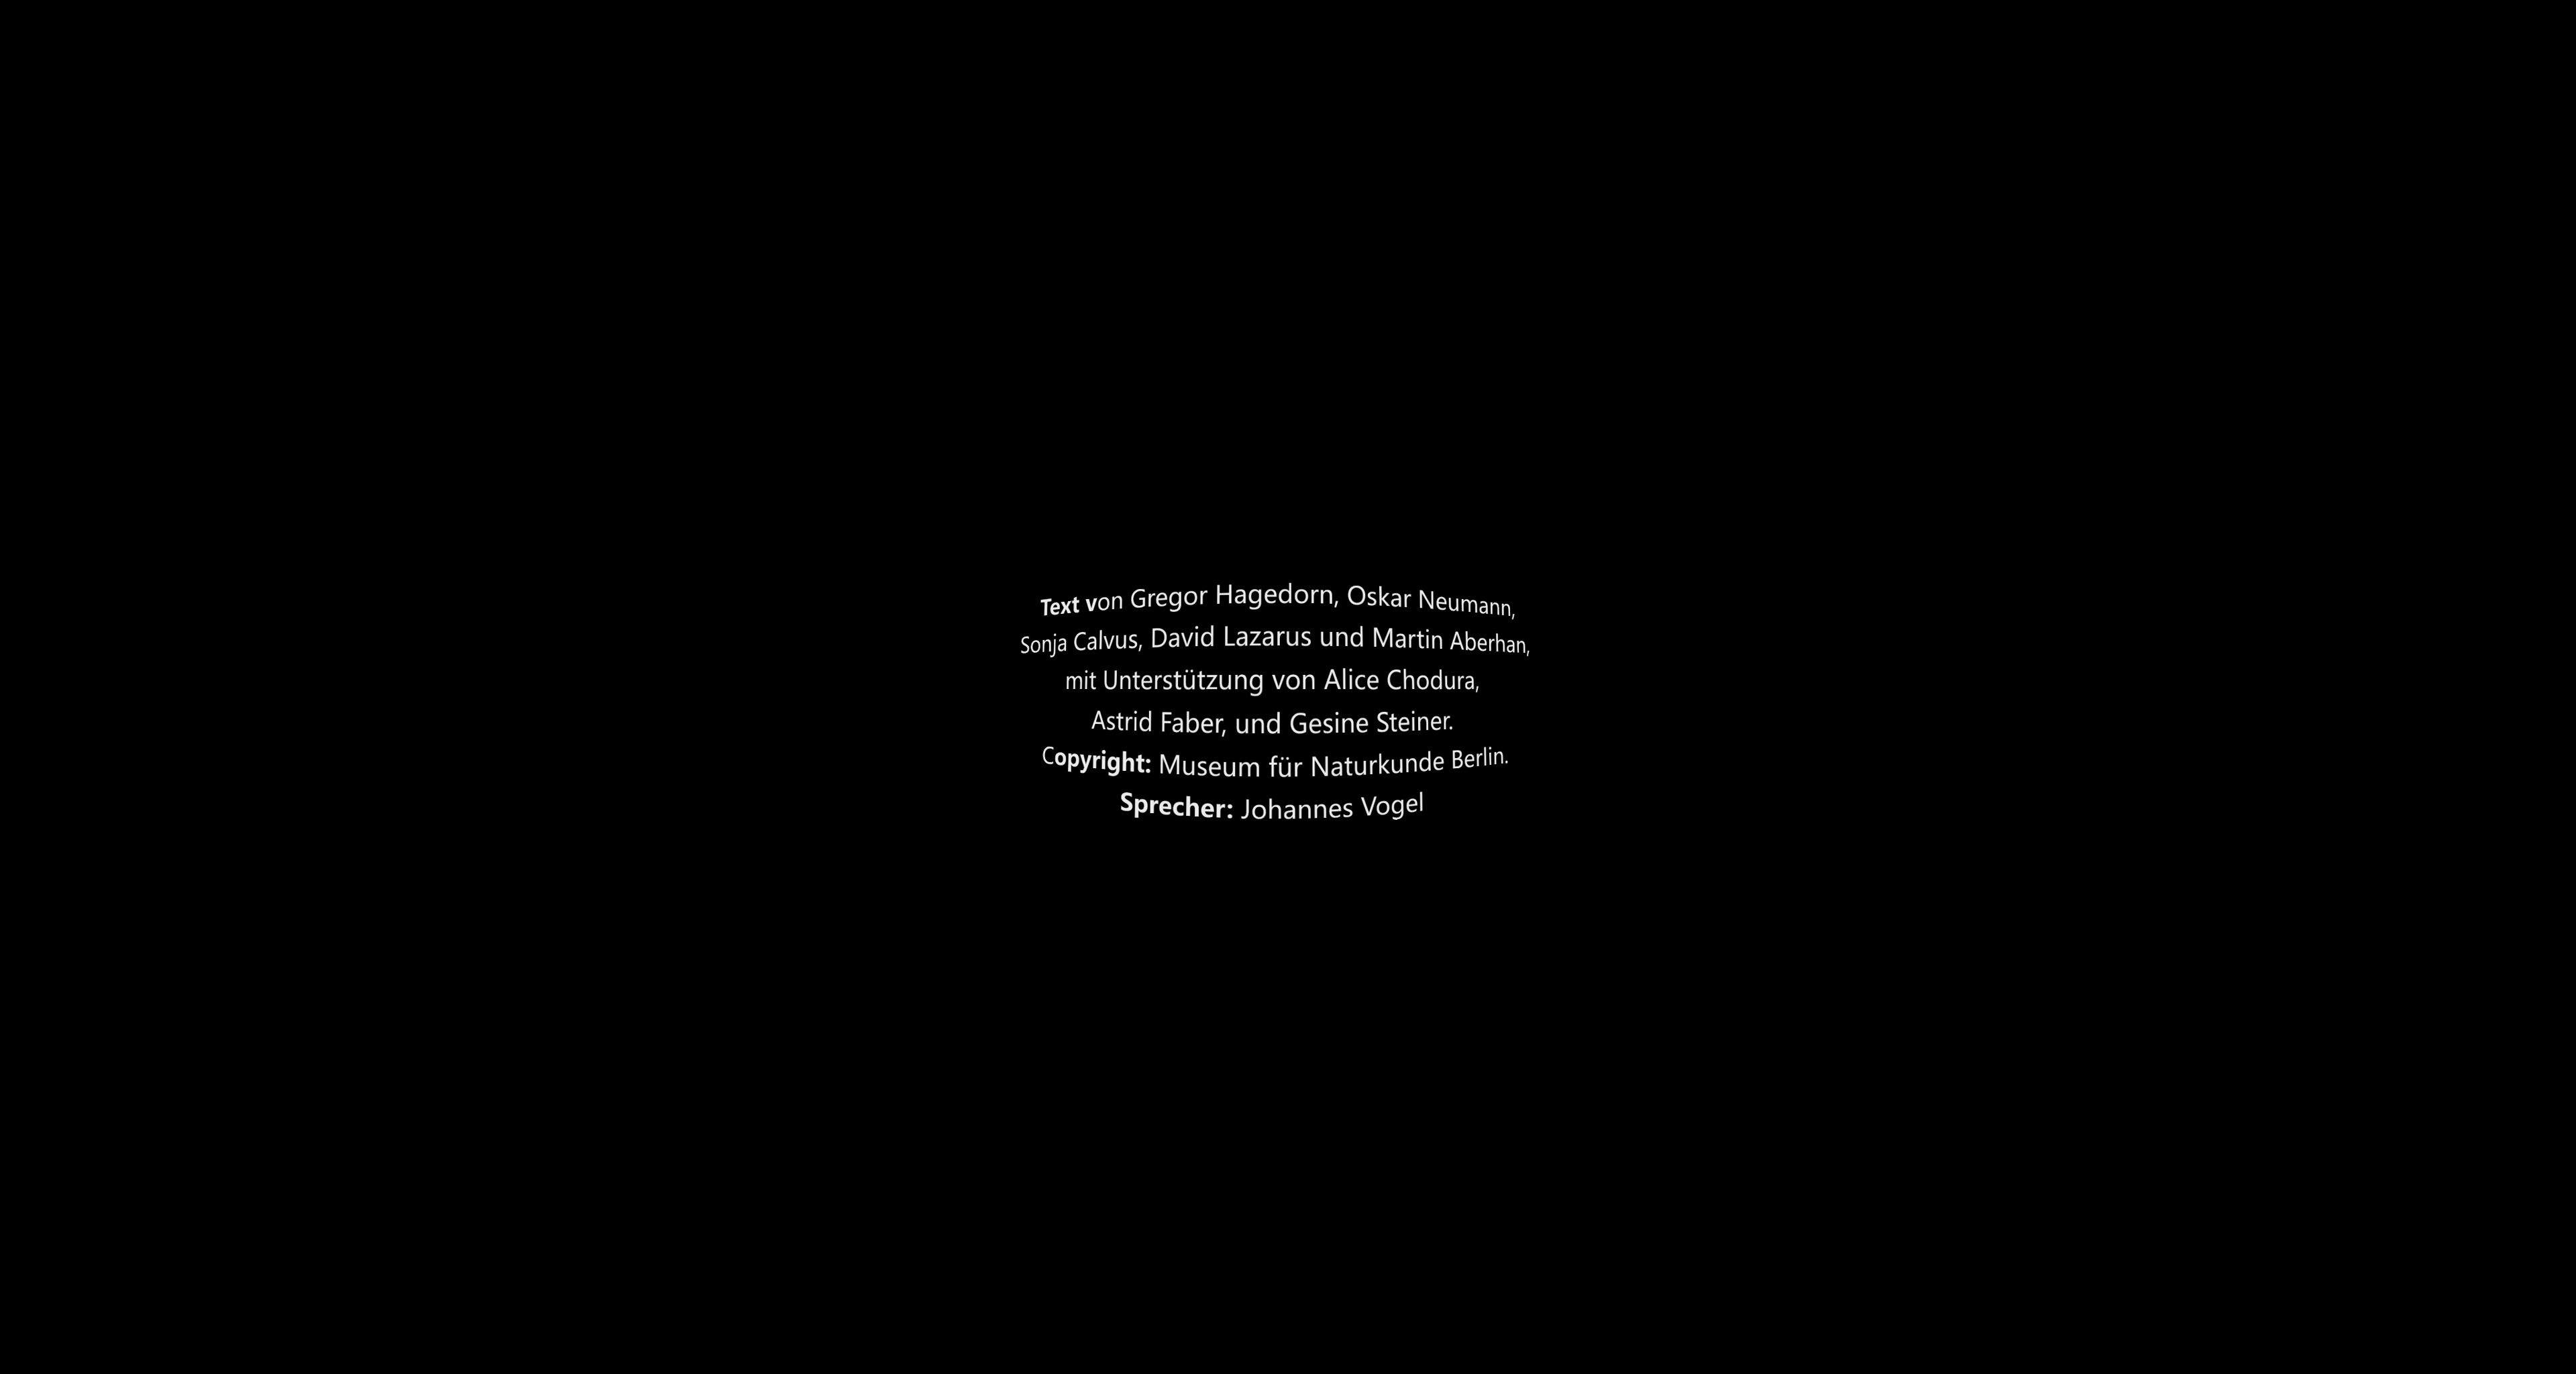 Text von Gregor Hagedorn, Oskar Neumann,
Sonja Calvus, David Lazarus und Martin Aberhan,
mit Unterstützung von Alice Chodura,
Astrid Faber, und Gesine Steiner.
Copyright: Museum für Naturkunde Berlin.
Sprecher: Johannes Vogel